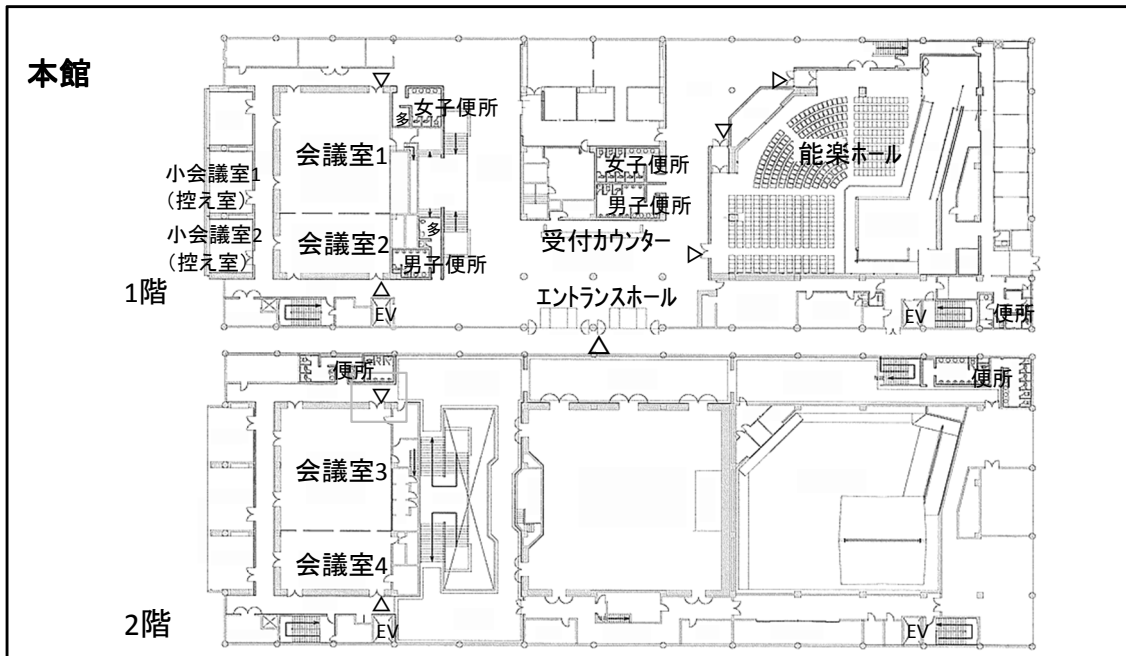 本館
女子便所
多
会議室1
能楽ホール
女子便所
小会議室1
（控え室）
男子便所
小会議室2
（控え室）
会議室2
多
男子便所
受付カウンター
1階
エントランスホール
EV
EV
便所
便所
便所
会議室3
会議室4
2階
EV
EV